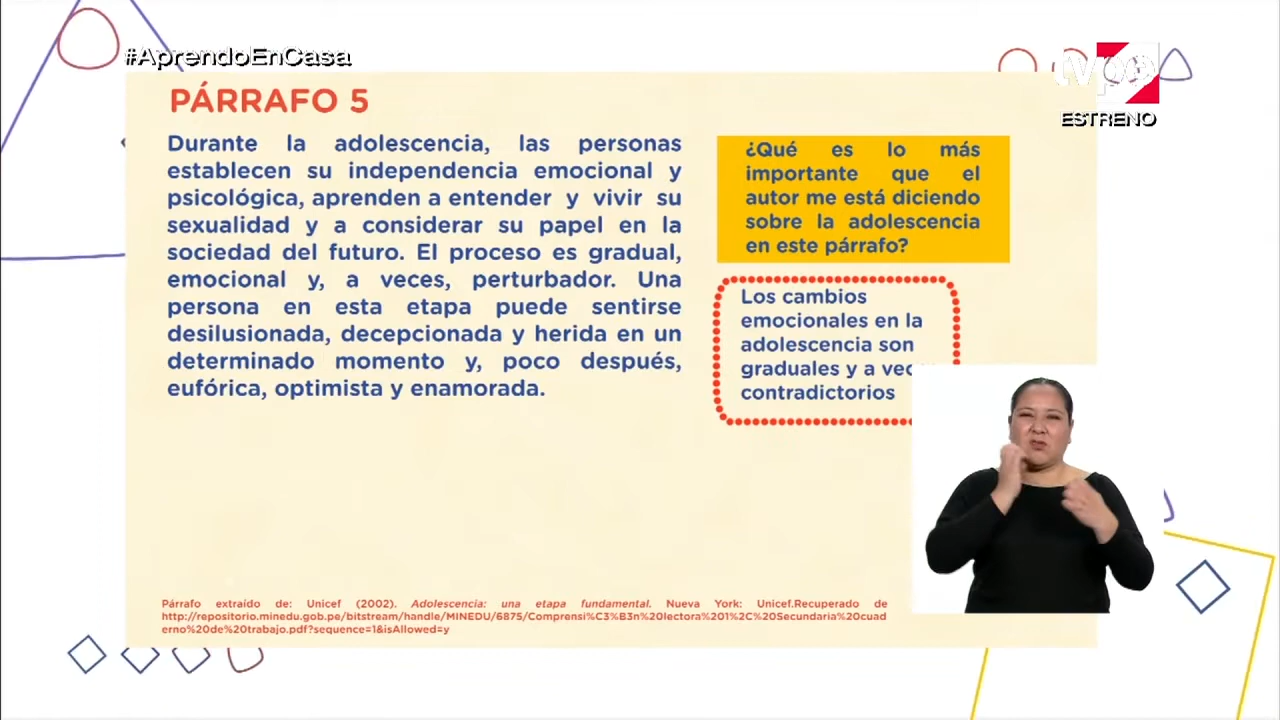 #AprendoEnCasa
tvpe
ESTRENO
PÁRRAFO 5
Durante la adolescencia, las personas
establecen su independencia emocional y
psicológica, aprenden a entender y vivir su
sexualidad y a considerar su papel en la
sociedad del futuro. El proceso es gradual,
emocional y, a veces, perturbador. Una
persona en esta etapa puede sentirse
desilusionada, decepcionada y herida en un
determinado momento y, poco después,
eufórica, optimista y enamorada.
¿Qué es lo más
importante que el
autor me está diciendo
sobre la adolescencia
en este párrafo?
Los cambios
emocionales en la
adolescencia son
graduales y a
contradictorios
Párrafo extraído de: Unicef (2002). Adolescencia: una etapa fundamental. Nueva York: Unicef.Recuperado de
http://repositorio.minedu.gob.pe/bitstream/handle/MINEDU/6875/Comprensi%C3%B3n%20lectora%201%2C%20Secundaria%20cuad
erno%20de%20trabajo.pdf?sequence=1&isAllowed=y